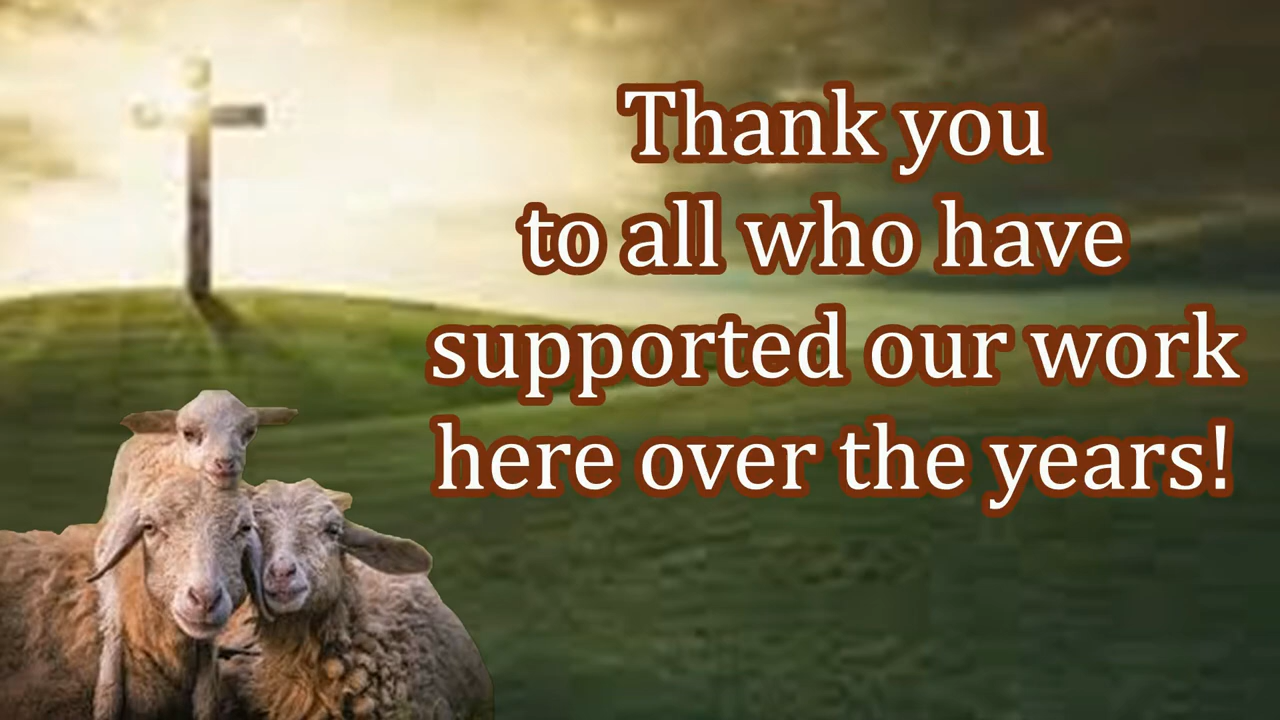 Thank you
to all who have
supported our work
here over the years!